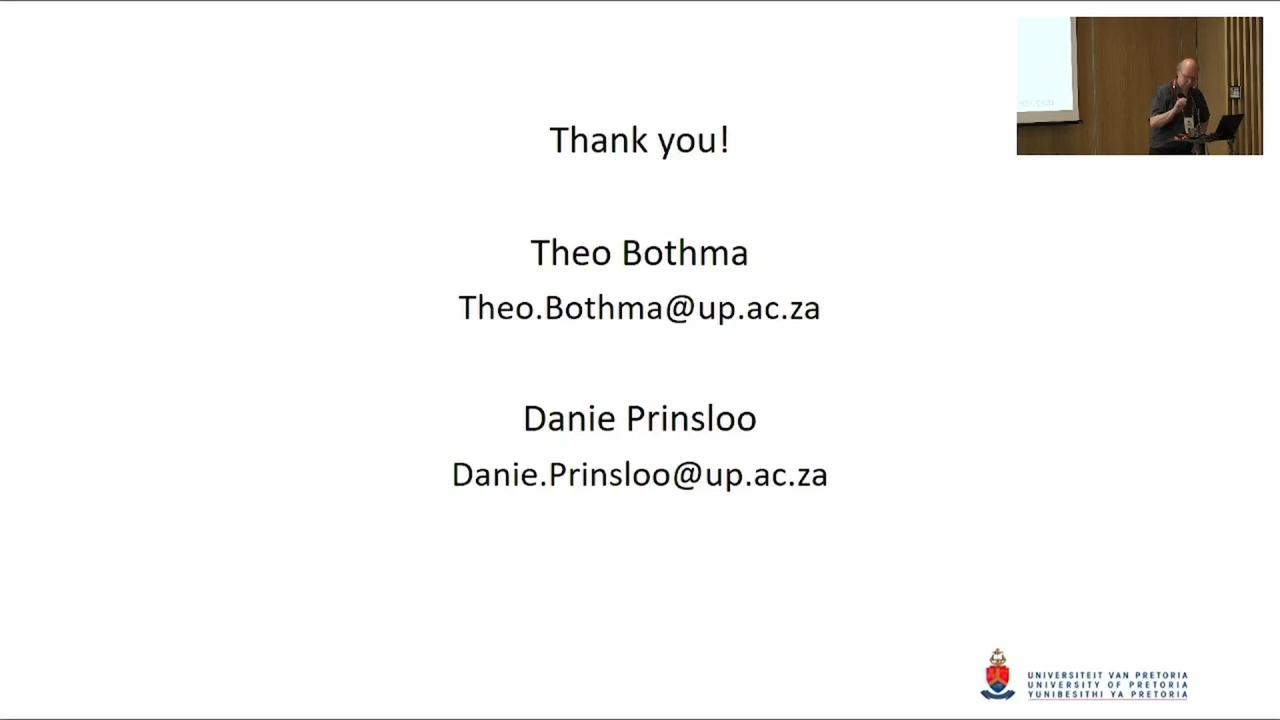 Thank you!
Theo Bothma
Theo.Bothma@up.ac.za
Danie Prinsloo
Danie.Prinsloo@up.ac.za
UNIVERSITEIT VAN PRETORIA
UNIVERSITY OF PRETORIA
YUNIBESITHI YA PRETORIA